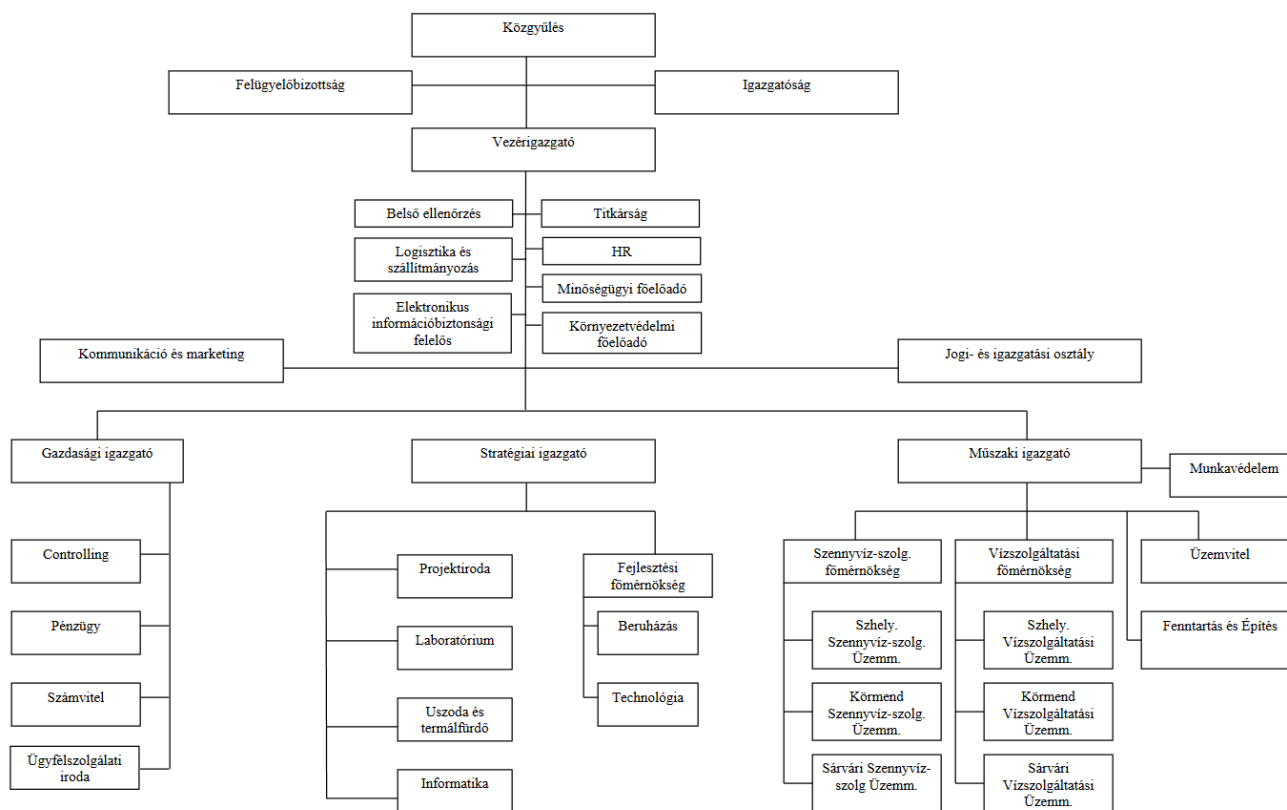 Közgyűlés
Felügyelőbizottság
Igazgatóság
Vezérigazgató
Belső ellenőrzés
Titkárság
Logisztika és
szállítmányozás
HR
Minőségügyi főelőadó
Elektronikus
információbiztonsági
felelős
Környezetvédelmi
főelőadó
Kommunikáció és marketing
Jogi- és igazgatási osztály
Gazdasági igazgató
Stratégiai igazgató
Műszaki igazgató
Munkavédelem
Controlling
Pénzügy
Számvitel
Ügyfélszolgálati
iroda
Projektiroda
Laboratórium
Uszoda és
termálfürdő
Informatika
Fejlesztési
főmérnökség
Beruházás
Technológia
Szennyvíz-szolg.
főmérnökség
Szhely.
Szennyvíz-szolg.
Üzemm.
Körmend
Szennyvíz-szolg.
Üzemm.
Sárvári Szennyvíz-
szolg Üzemm.
Vízszolgáltatási
főmérnökség
Szhely.
Vízszolgáltatási
Üzemm.
Körmend
Vízszolgáltatási
Üzemm.
Sárvári
Vízszolgáltatási
Üzemm.
Üzemvitel
Fenntartás és Építés